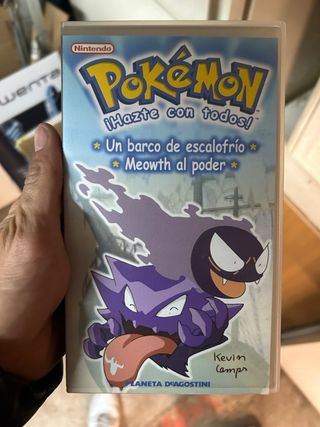 Nintendo
POKéMON
¡Hazte con todos!
Un barco de escalofrío
Meowth al poder
Kevin
Camps
PLANETA DEAGOSTINI